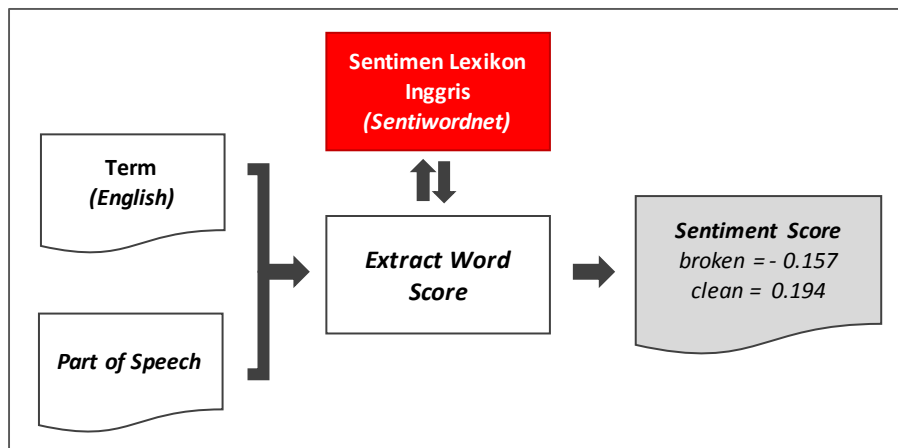 Sentimen Lexikon
Inggris
(Sentiwordnet)
Term
(English)
Part of Speech
Extract Word
Score
Sentiment Score
broken = - 0.157
clean = 0.194